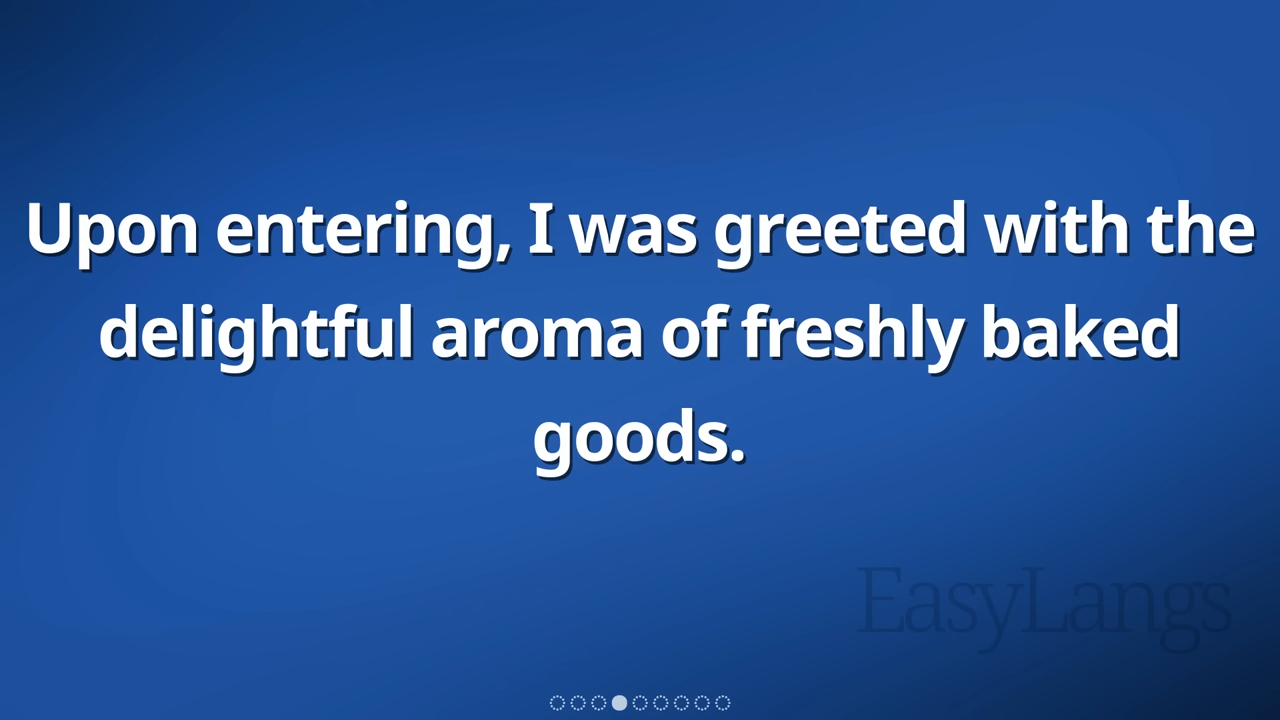 Upon entering, I was greeted with the
delightful aroma of freshly baked
goods.
EasyLangs